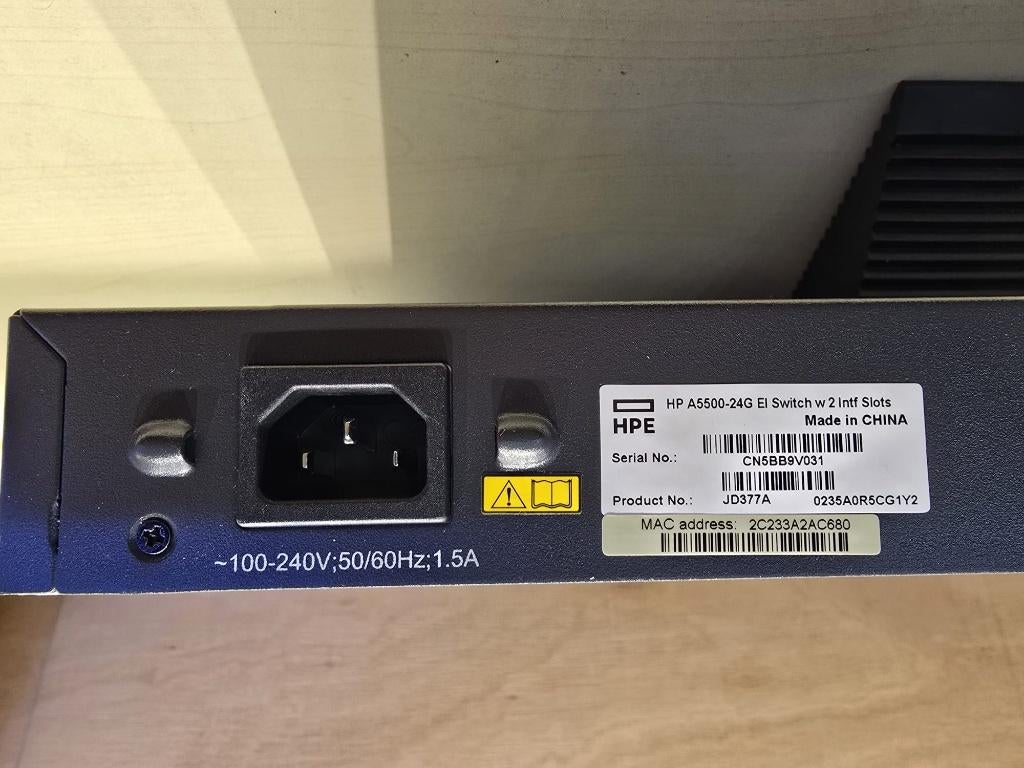 HP A5500-24G EI Switch w 2 Intf Slots
HPE
Made in CHINA
Serial No.:
CN5BB9V031
Product No.: JD377A 0235A0R5CG1Y2
MAC address: 2C233A2AC680
~100-240V;50/60Hz;1.5A